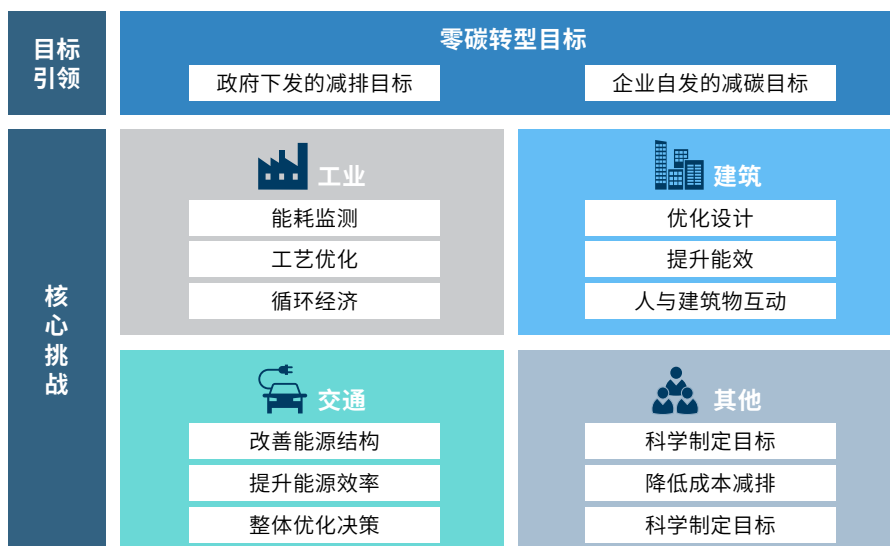 目标
引领
零碳转型目标
政府下发的减排目标
企业自发的减碳目标
核
心
挑
战
工业
能耗监测
工艺优化
循环经济
建筑
优化设计
提升能效
人与建筑物互动
交通
改善能源结构
提升能源效率
整体优化决策
其他
科学制定目标
降低成本减排
科学制定目标